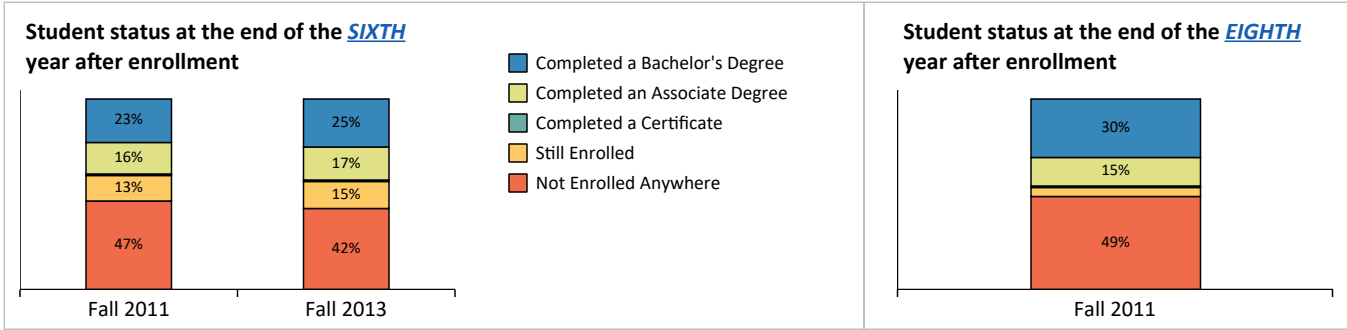 Student status at the end of the SIXTH
year after enrollment
23%
16%
13%
47%
25%
17%
15%
42%
Fall 2011
Fall 2013
Completed a Bachelor's Degree
Completed an Associate Degree
Completed a Certificate
Still Enrolled
Not Enrolled Anywhere
Student status at the end of the EIGHTH
year after enrollment
30%
15%
49%
Fall 2011